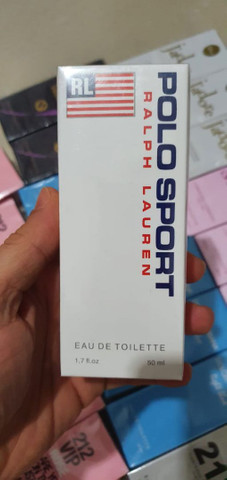 RL
POLO SPORT
RALPH LAUREN
EAU DE TOILETTE
1.7 fl oz
50 ml
212
VIP
21